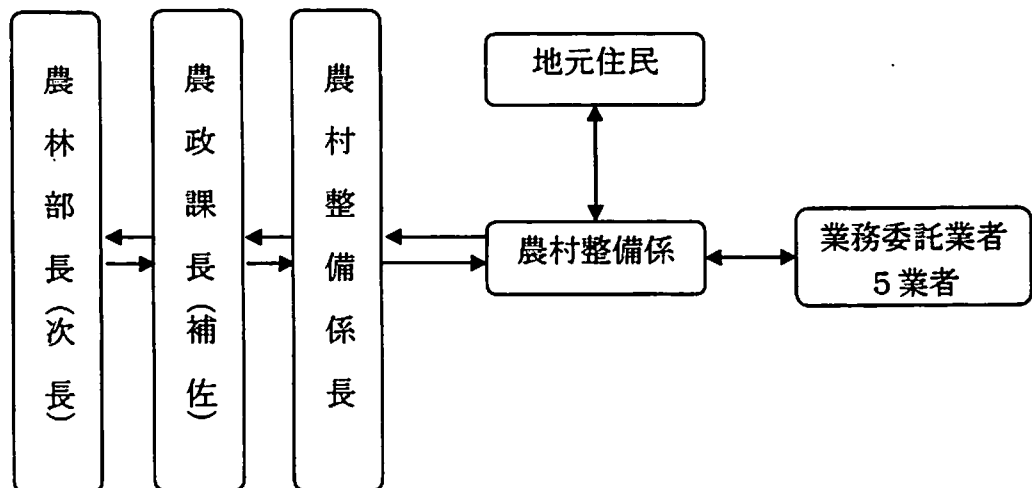 農林部長(次長)
農政課長(補佐)
農村整備係長
地元住民
農村整備係
業務委託業者
5業者